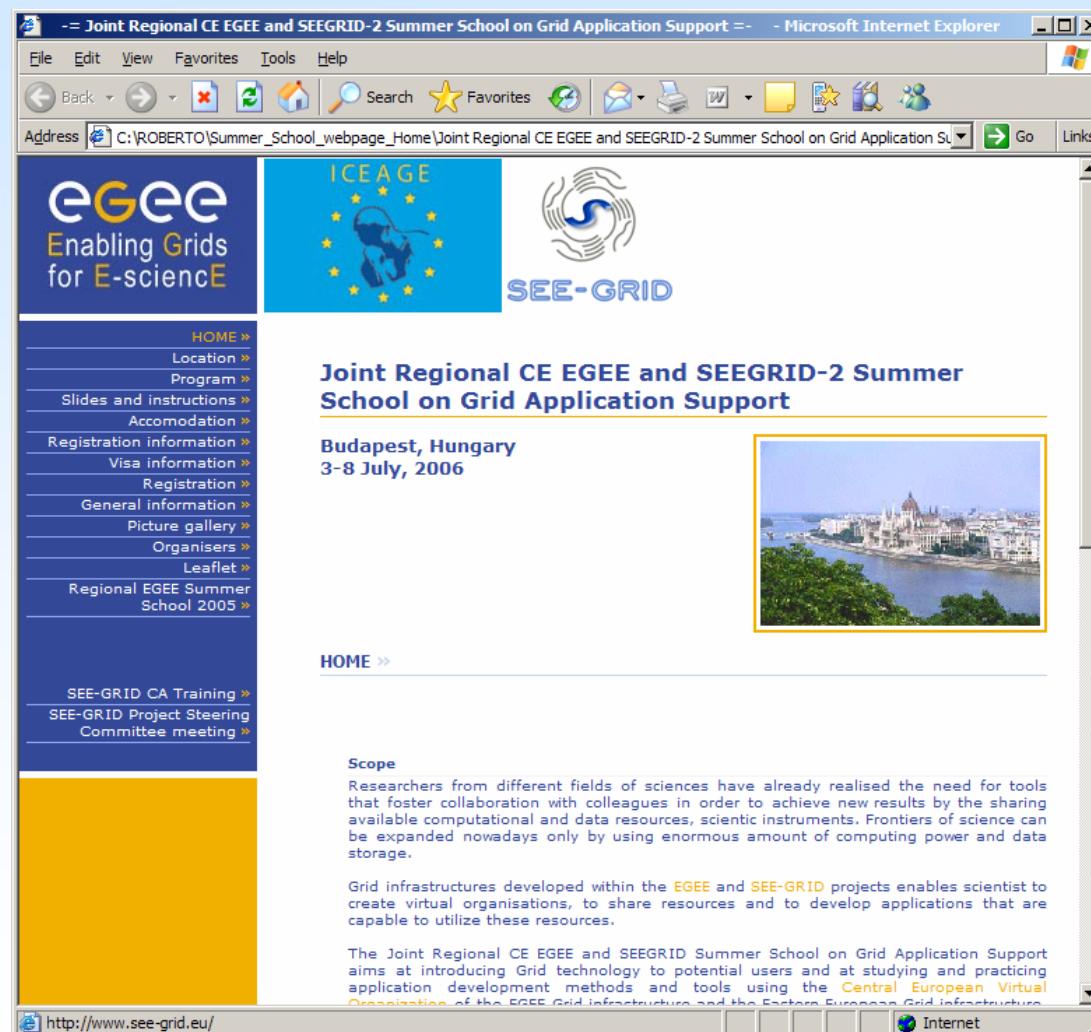 -= Joint Regional CE EGEE and SEEGRID-2 Summer School on Grid Application Support =- - Microsoft Internet Explorer
File Edit View Favorites Tools Help
Back Search Favorites
Address C:\ROBERTO\Summer_School_webpage_Home\Joint Regional CE EGEE and SEEGRID-2 Summer School on Grid Application Su Go Links
egee
Enabling Grids
for E-sciencE
ICEAGE
SEE-GRID
HOME »
Location »
Program »
Slides and instructions »
Accomodation »
Registration information »
Visa information »
Registration »
General information »
Picture gallery »
Organisers »
Leaflet »
Regional EGEE Summer
School 2005 »
SEE-GRID CA Training »
SEE-GRID Project Steering
Committee meeting »
Joint Regional CE EGEE and SEEGRID-2 Summer
School on Grid Application Support
Budapest, Hungary
3-8 July, 2006
HOME »
Scope
Researchers from different fields of sciences have already realised the need for tools
that foster collaboration with colleagues in order to achieve new results by the sharing
available computational and data resources, scientic instruments. Frontiers of science can
be expanded nowadays only by using enormous amount of computing power and data
storage.
Grid infrastructures developed within the EGEE and SEE-GRID projects enables scientist to
create virtual organisations, to share resources and to develop applications that are
capable to utilize these resources.
The Joint Regional CE EGEE and SEEGRID Summer School on Grid Application Support
aims at introducing Grid technology to potential users and at studying and practicing
application development methods and tools using the Central European Virtual
Organization of the EGEE Grid infrastructure and the Eastern European Grid infrastructure
http://www.see-grid.eu/ Internet